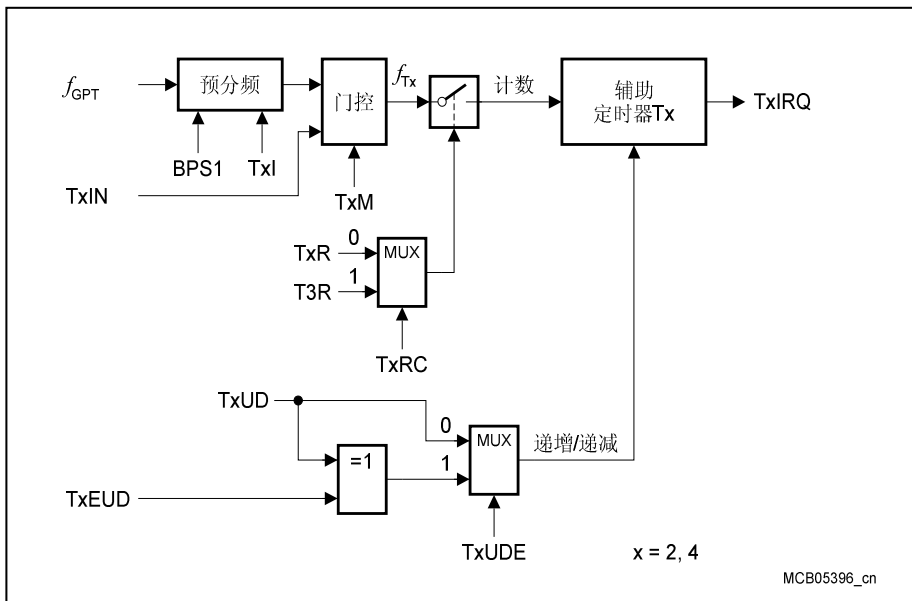 f_GPT
预分频
BPS1
TxI
门控
f_Tx
计数
辅助
定时器Tx
TxIRQ
TxIN
TxM
TxR
0
T3R
1
MUX
TxRC
TxUD
0
1
MUX
递增/递减
=1
TxEUD
TxUDE
x = 2, 4
MCB05396_cn